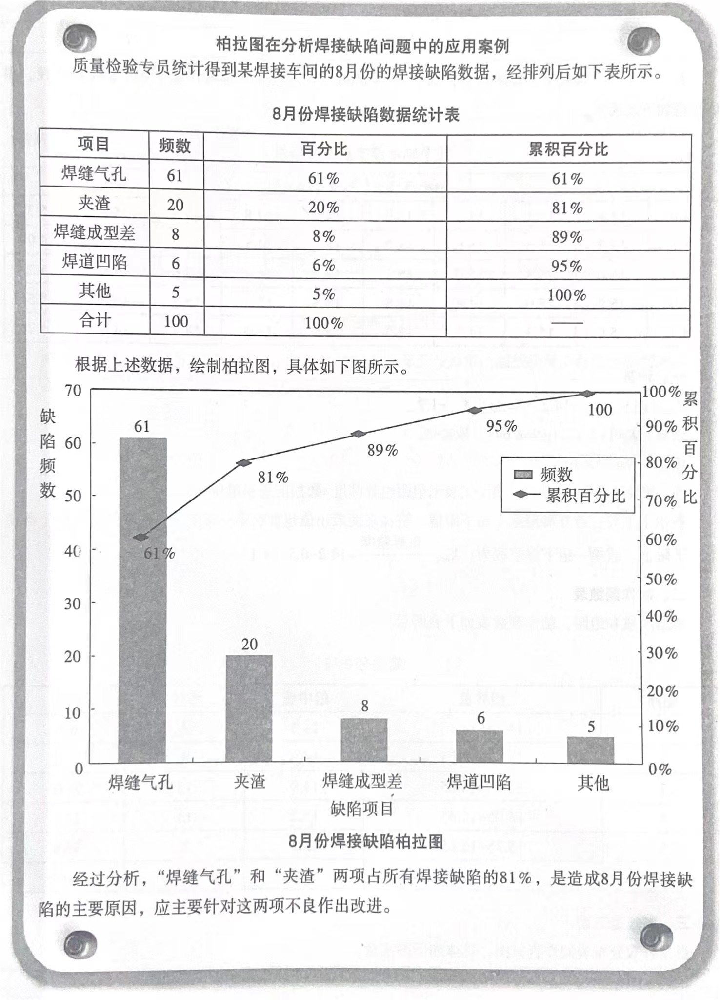 柏拉图在分析焊接缺陷问题中的应用案例
质量检验专员统计得到某焊接车间的8月份的焊接缺陷数据，经排列后如下表所示。
8月份焊接缺陷数据统计表
项目 频数 百分比 累积百分比
焊缝气孔 61 61% 61%
夹渣 20 20% 81%
焊缝成型差 8 8% 89%
焊道凹陷 6 6% 95%
其他 5 5% 100%
合计 100 100% ——
根据上述数据，绘制柏拉图，具体如下图所示。
缺陷频数
70
60
50
40
30
20
10
0
61
20
8
6
5
61%
81%
89%
95%
100
频数
累积百分比
100%
90%
80%
70%
60%
50%
40%
30%
20%
10%
0%
累积百分比
焊缝气孔 夹渣 焊缝成型差 焊道凹陷 其他
缺陷项目
8月份焊接缺陷柏拉图
经过分析，“焊缝气孔”和“夹渣”两项占所有焊接缺陷的81%，是造成8月份焊接缺
陷的主要原因，应主要针对这两项不良作出改进。